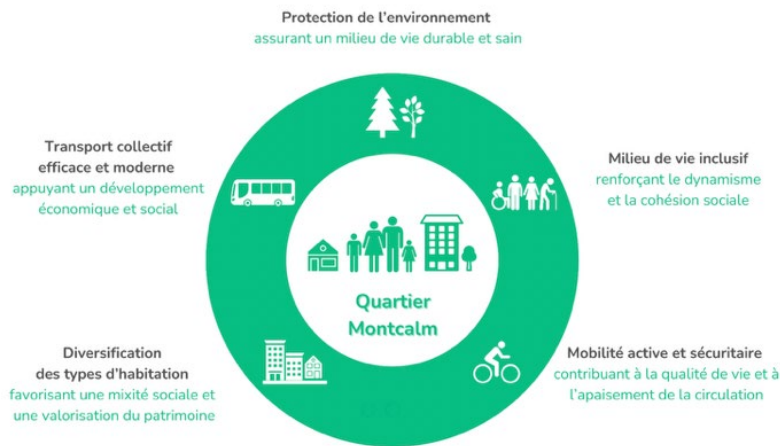 Protection de l'environnement
assurant un milieu de vie durable et sain
Transport collectif
efficace et moderne
appuyant un développement
économique et social
Milieu de vie inclusif
renforçant le dynamisme
et la cohésion sociale
Quartier
Montcalm
Diversification
des types d'habitation
favorisant une mixité sociale et
une valorisation du patrimoine
Mobilité active et sécuritaire
contribuant à la qualité de vie et à
l'apaisement de la circulation